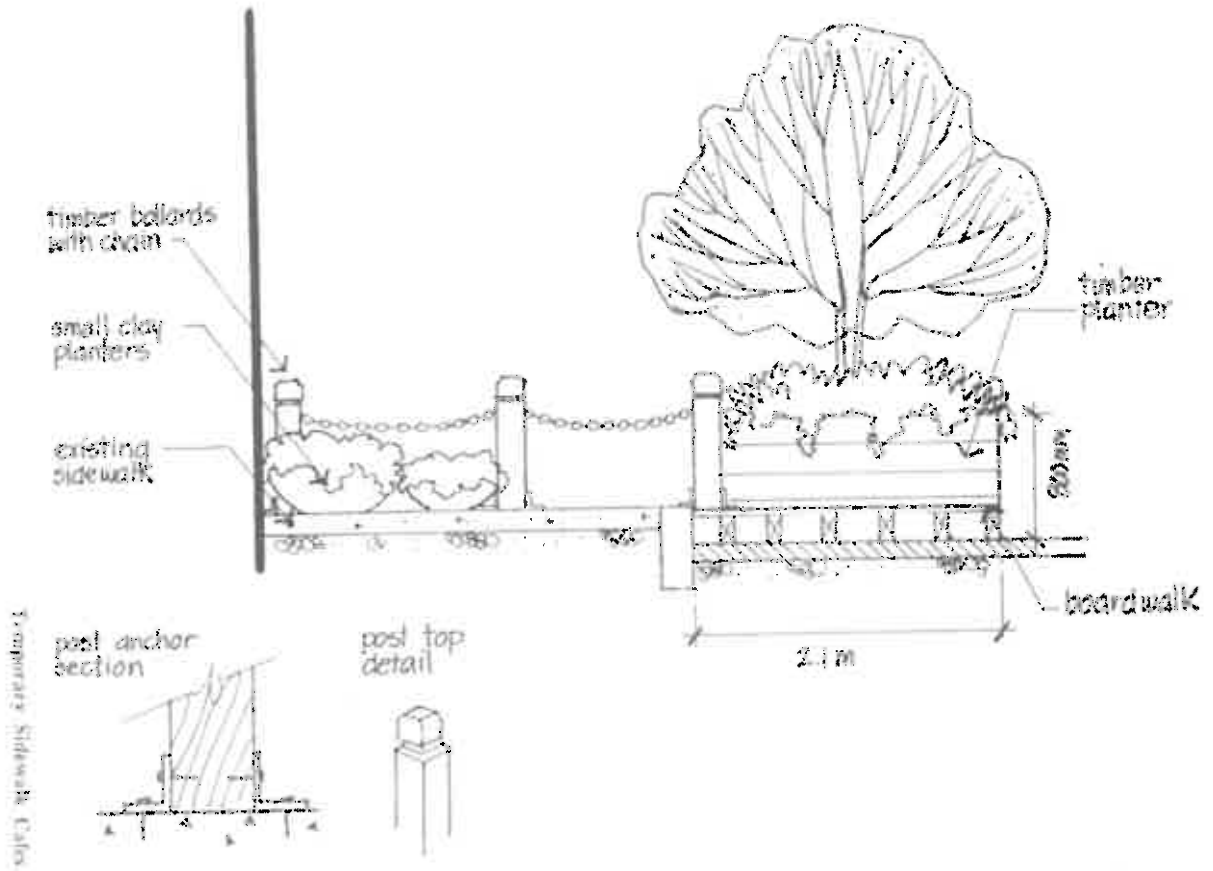 timber bollards
with chain
small clay
planters
existing
sidewalk
timber
planter
900mm
boardwalk
2.1 m
post anchor
section
post top
detail
Temporary Sidewalk Cafes.